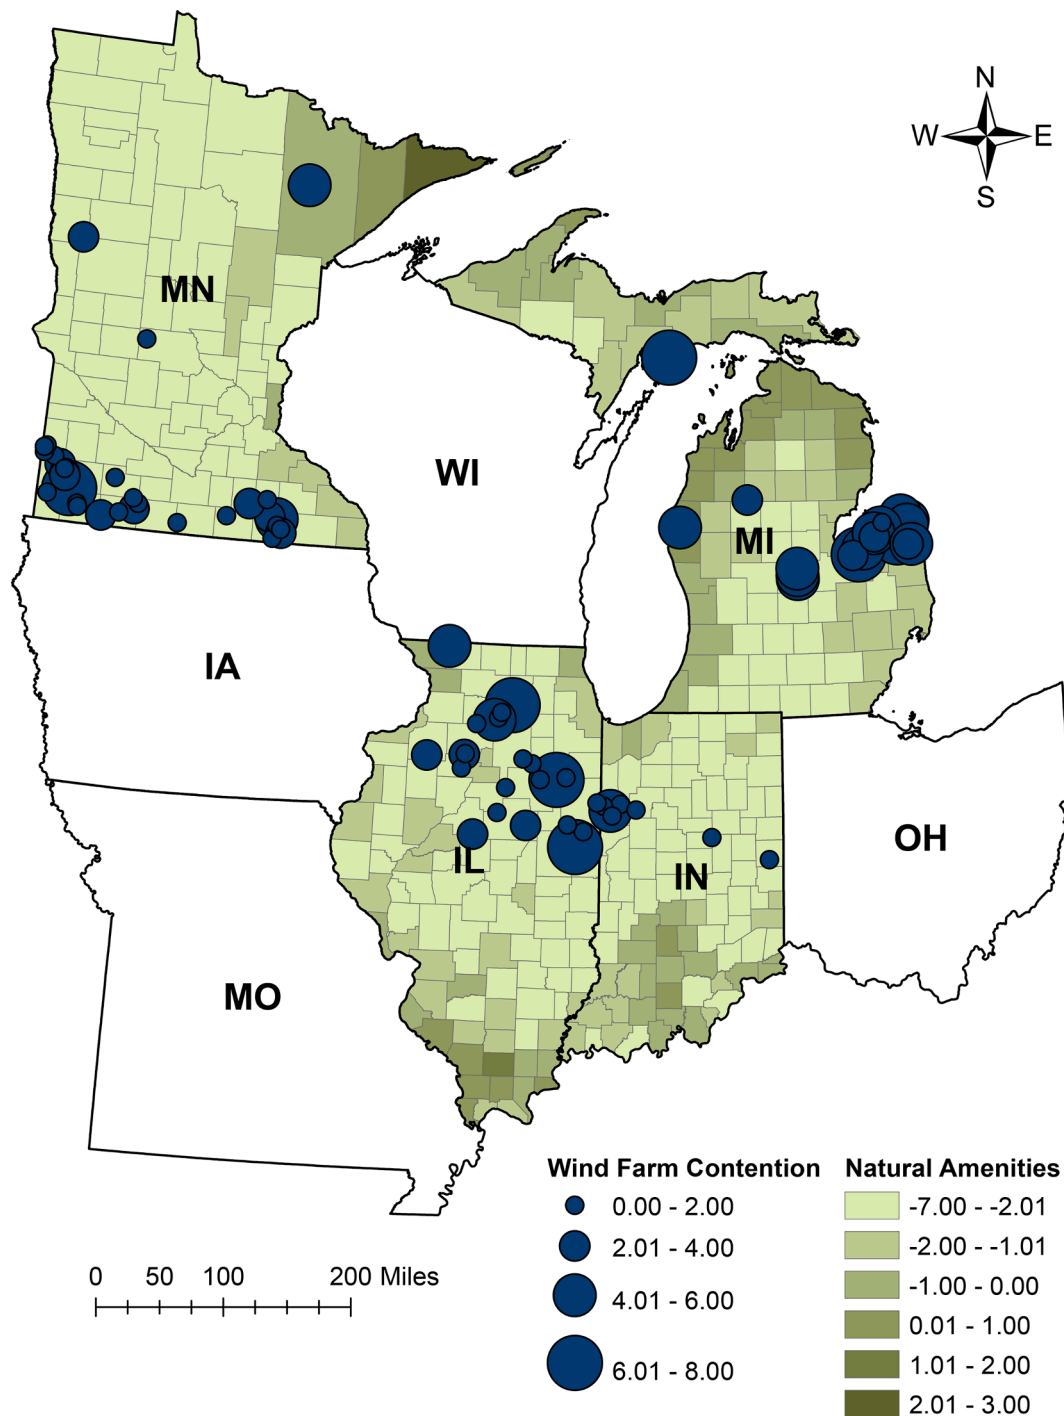 N
W E
S
MN
WI
MI
IA
IL
IN
OH
MO
Wind Farm Contention
0.00 - 2.00
2.01 - 4.00
4.01 - 6.00
6.01 - 8.00
Natural Amenities
-7.00 - -2.01
-2.00 - -1.01
-1.00 - 0.00
0.01 - 1.00
1.01 - 2.00
2.01 - 3.00
0 50 100 200 Miles